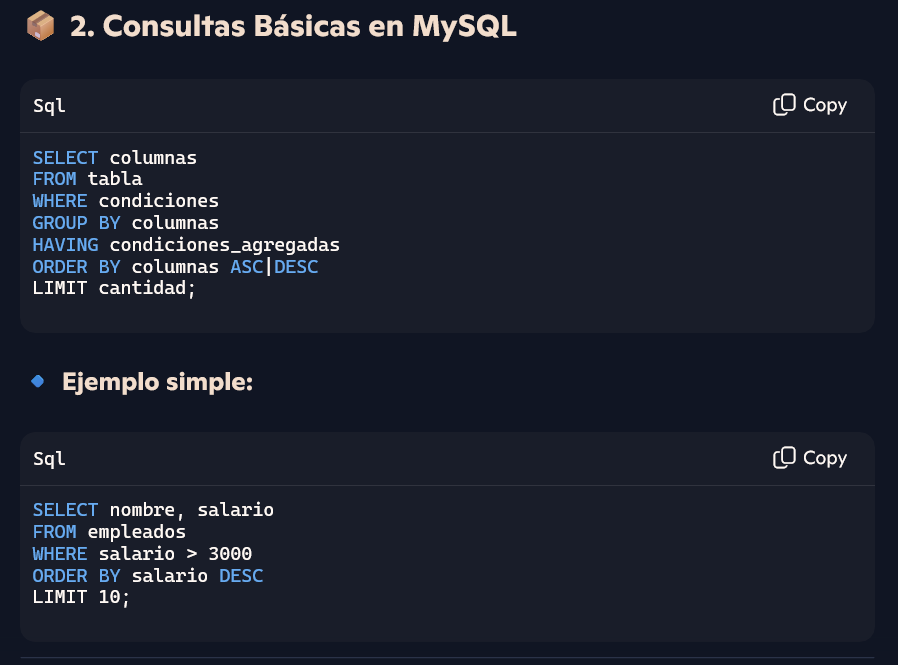 📦 2. Consultas Básicas en MySQL
Sql
Copy
SELECT columnas
FROM tabla
WHERE condiciones
GROUP BY columnas
HAVING condiciones_agregadas
ORDER BY columnas ASC|DESC
LIMIT cantidad;
Ejemplo simple:
Sql
Copy
SELECT nombre, salario
FROM empleados
WHERE salario > 3000
ORDER BY salario DESC
LIMIT 10;